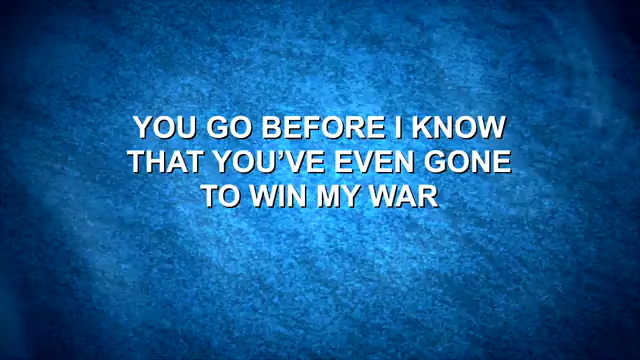 YOU GO BEFORE I KNOW
THAT YOU’VE EVEN GONE
TO WIN MY WAR